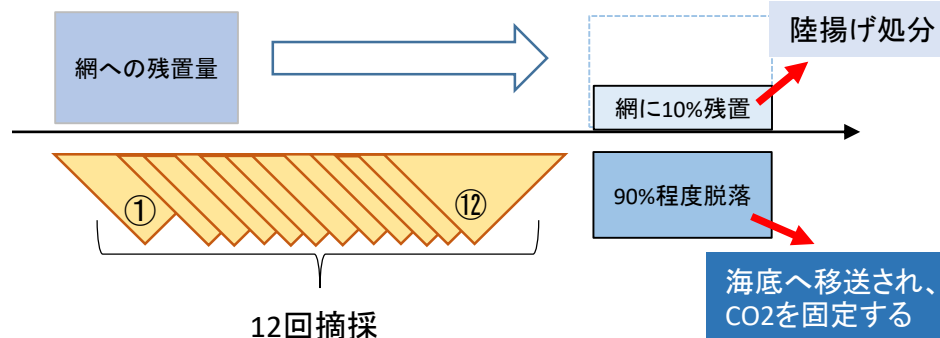 網への残置量
陸揚げ処分
網に10%残置
①
⑫
90%程度脱落
12回摘採
海底へ移送され、
CO2を固定する